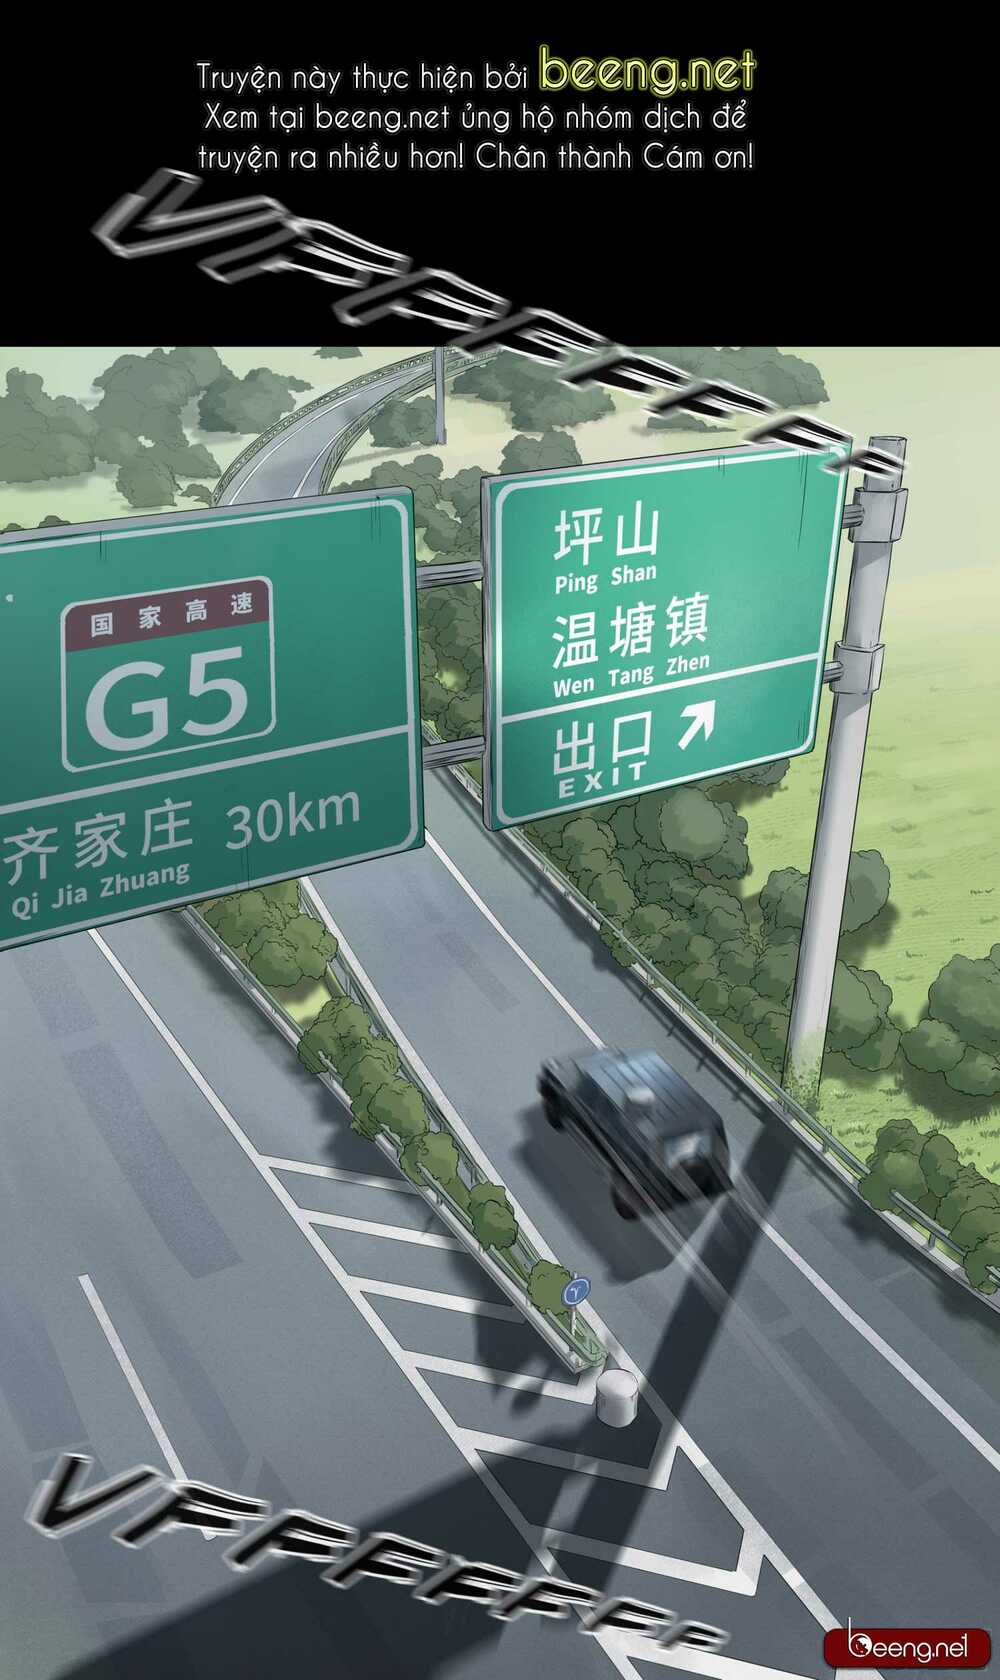 Truyện này thực hiện bởi beeng.net
Xem tại beeng.net ủng hộ nhóm dịch để
truyện ra nhiều hơn! Chân thành Cám ơn!
坪山
Ping Shan
温塘镇
Wen Tang Zhen
出口
EXIT
国家高速
G5
齐家庄 30km
Qi Jia Zhuang
beeng.net